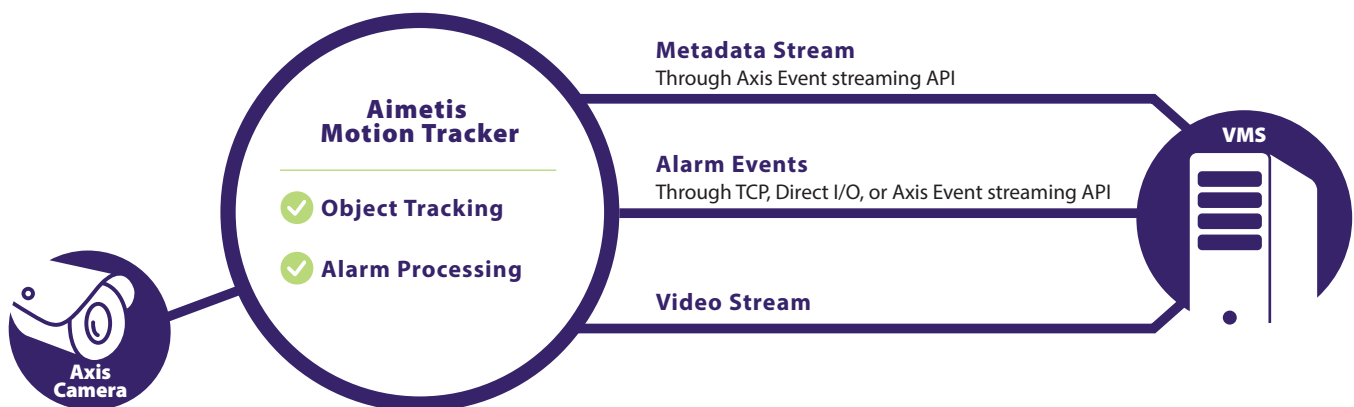 Metadata Stream
Through Axis Event streaming API
Aimetis
Motion Tracker
VMS
Alarm Events
Through TCP, Direct I/O, or Axis Event streaming API
Object Tracking
Alarm Processing
Video Stream
Axis
Camera